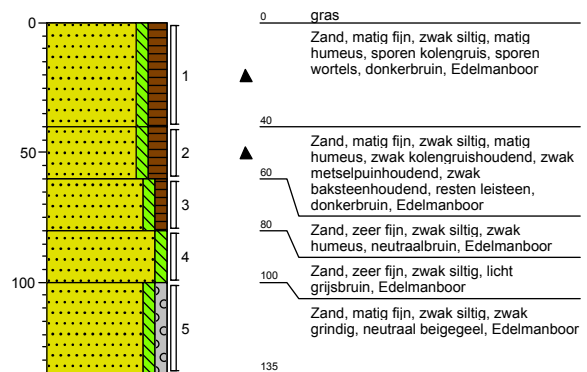 0
50
100
1
2
3
4
5
0 gras
Zand, matig fijn, zwak siltig, matig
humeus, sporen kolengruis, sporen
wortels, donkerbruin, Edelmanboor
40
Zand, matig fijn, zwak siltig, matig
humeus, zwak kolengruishoudend, zwak
metselpuinhoudend, zwak
baksteenhoudend, resten leisteen,
donkerbruin, Edelmanboor
60
80
Zand, zeer fijn, zwak siltig, zwak
humeus, neutraalbruin, Edelmanboor
100
Zand, zeer fijn, zwak siltig, licht
grijsbruin, Edelmanboor
Zand, matig fijn, zwak siltig, zwak
grindig, neutraal beigegeel, Edelmanboor
135